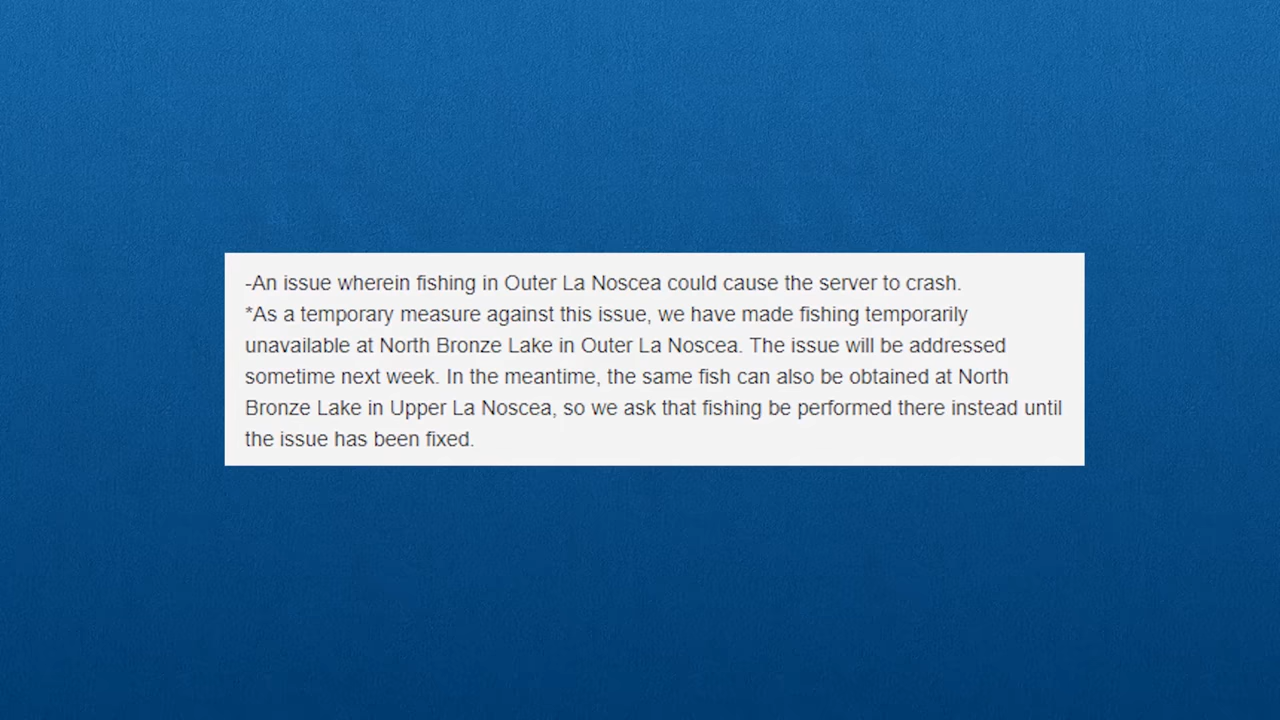 -An issue wherein fishing in Outer La Noscea could cause the server to crash.
*As a temporary measure against this issue, we have made fishing temporarily
unavailable at North Bronze Lake in Outer La Noscea. The issue will be addressed
sometime next week. In the meantime, the same fish can also be obtained at North
Bronze Lake in Upper La Noscea, so we ask that fishing be performed there instead until
the issue has been fixed.